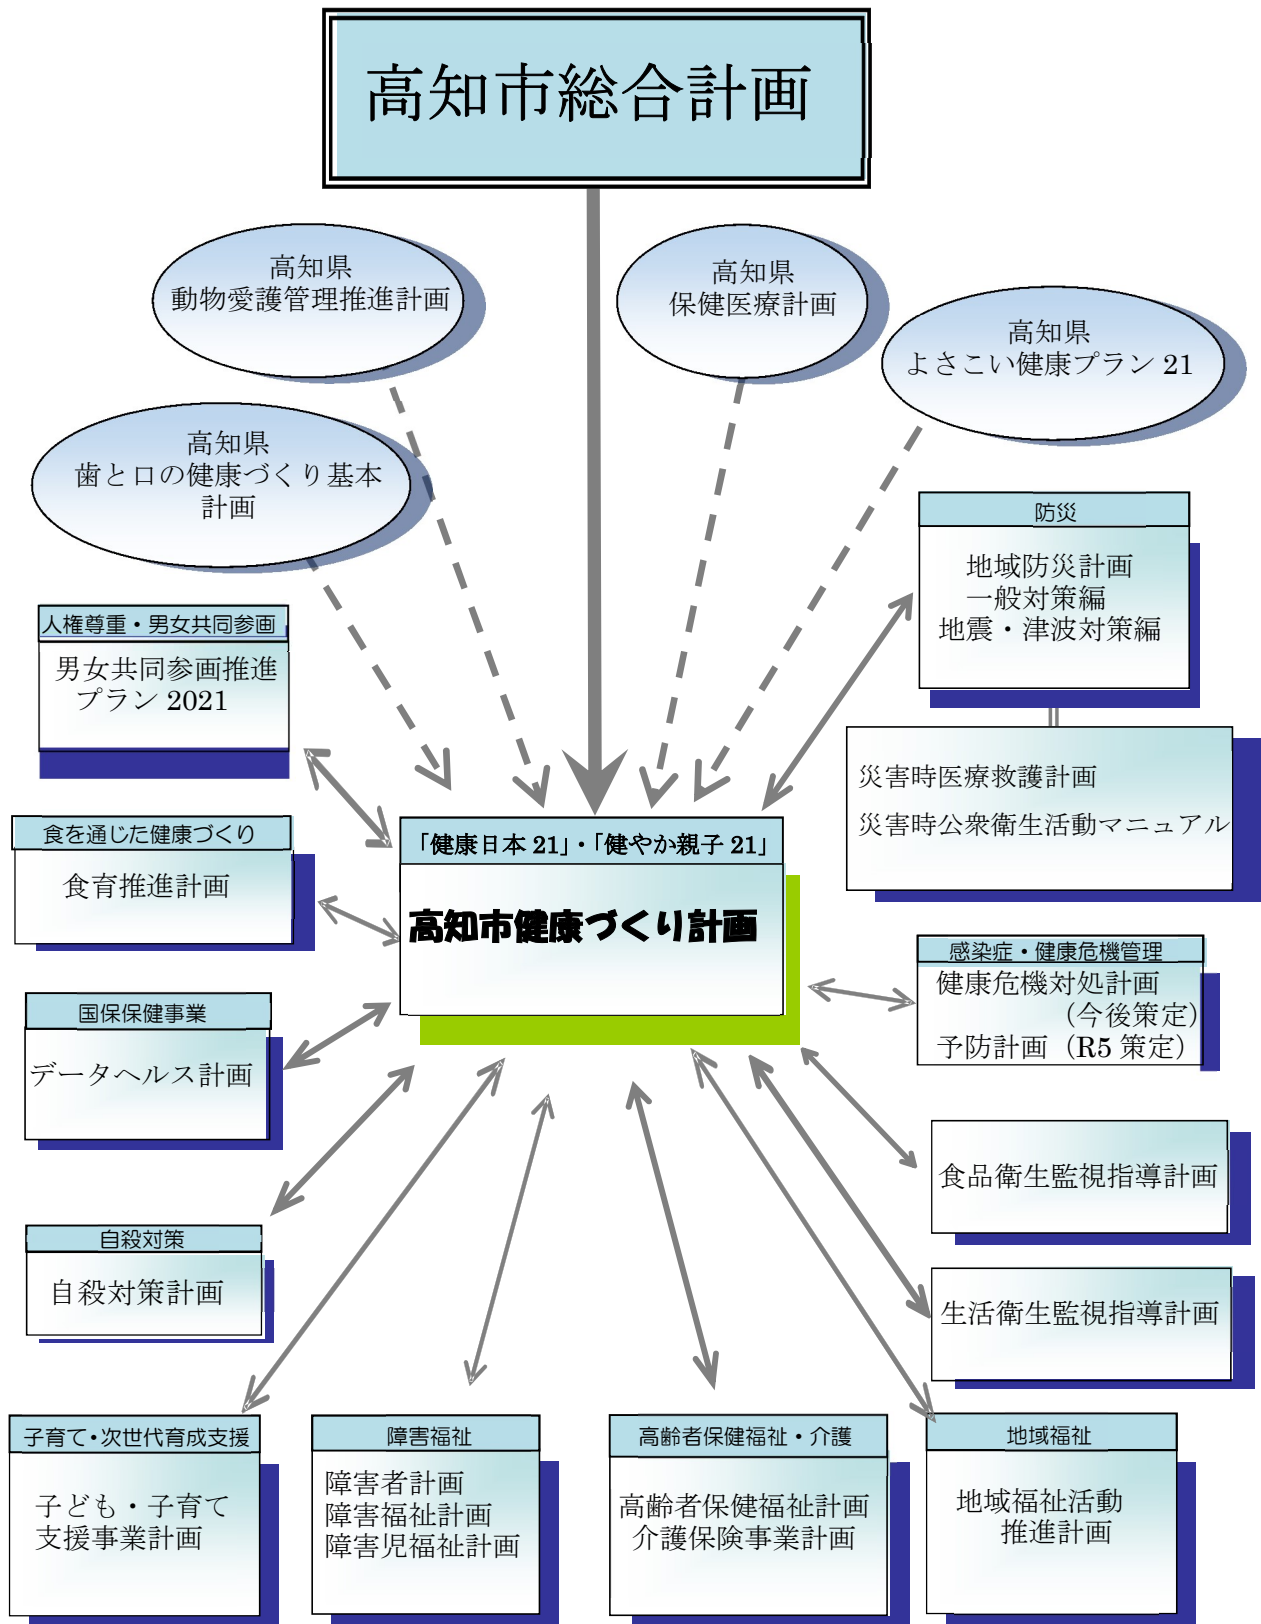 高知市総合計画
高知県
動物愛護管理推進計画
高知県
保健医療計画
高知県
よさこい健康プラン 21
高知県
歯と口の健康づくり基本
計画
防災
地域防災計画
一般対策編
地震・津波対策編
人権尊重・男女共同参画
男女共同参画推進
プラン 2021
災害時医療救護計画
災害時公衆衛生活動マニュアル
食を通じた健康づくり
食育推進計画
「健康日本 21」・「健やか親子 21」
高知市健康づくり計画
感染症・健康危機管理
健康危機対処計画
（今後策定）
予防計画（R5 策定）
国保保健事業
データヘルス計画
食品衛生監視指導計画
自殺対策
自殺対策計画
生活衛生監視指導計画
子育て・次世代育成支援
子ども・子育て
支援事業計画
障害福祉
障害者計画
障害福祉計画
障害児福祉計画
高齢者保健福祉・介護
高齢者保健福祉計画
介護保険事業計画
地域福祉
地域福祉活動
推進計画